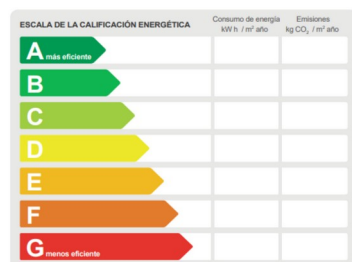 ESCALA DE LA CALIFICACIÓN ENERGÉTICA
Consumo de energía
kW h / m² año
Emisiones
kg CO₂ / m² año
A más eficiente
B
C
D
E
F
G menos eficiente